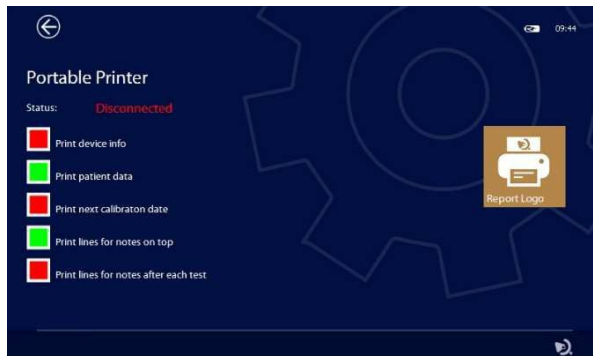 09:44
Portable Printer
Status: Disconnected
Print device info
Print patient data
Print next calibraton date
Print lines for notes on top
Print lines for notes after each test
Report Logo